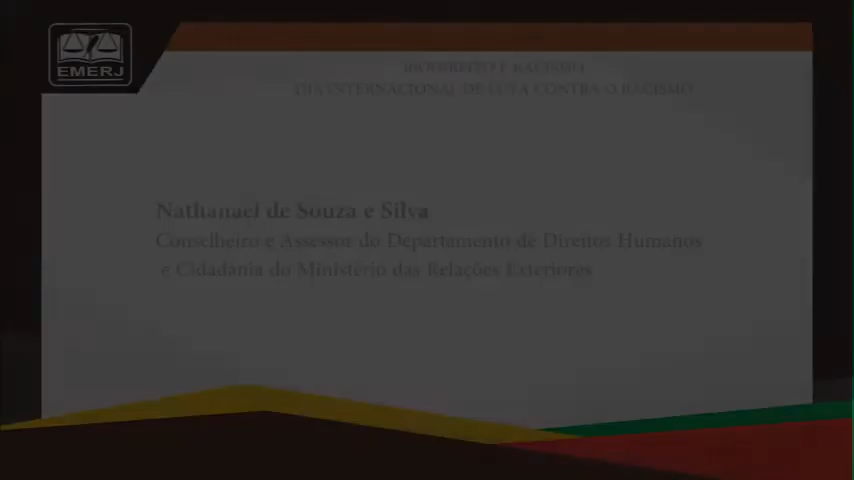 EMERJ
BIODIREITO E RACISMO
DIA INTERNACIONAL DE LUTA CONTRA O RACISMO
Nathanael de Souza e Silva
Conselheiro e Assessor do Departamento de Direitos Humanos
e Cidadania do Ministério das Relações Exteriores